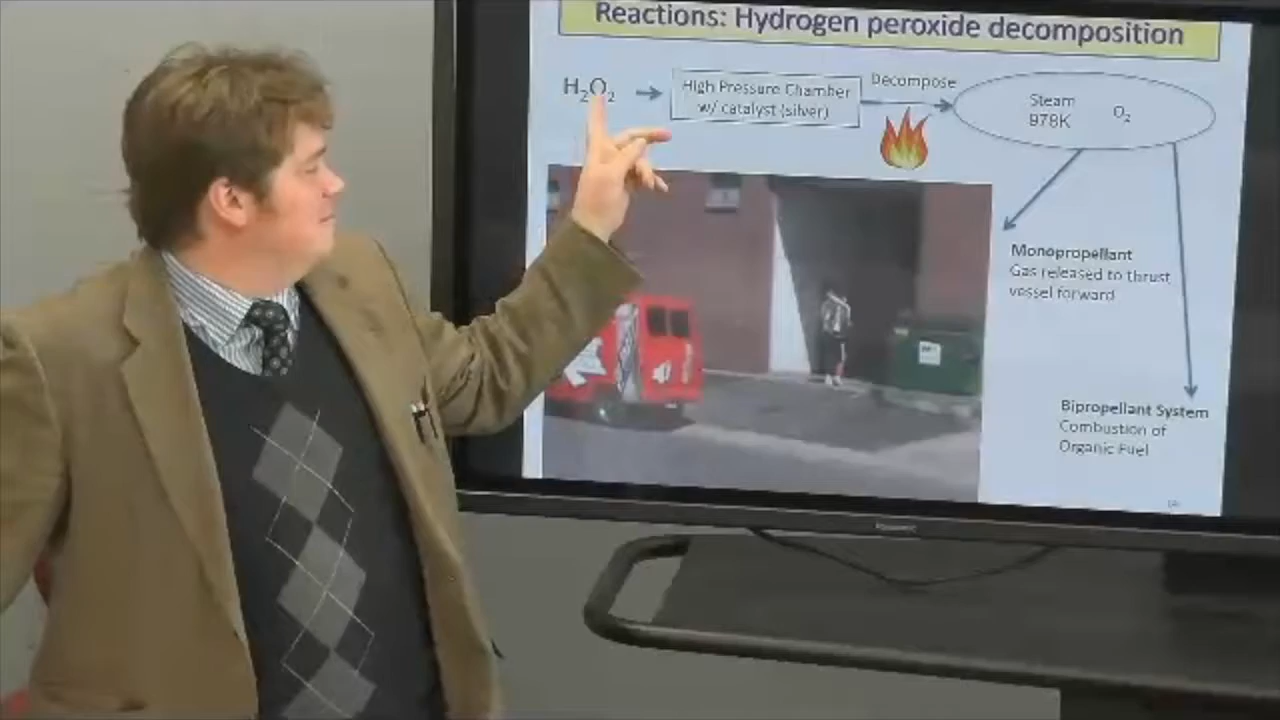 Reactions: Hydrogen peroxide decomposition
H₂O₂
High Pressure Chamber
w/ catalyst (silver)
Decompose
Steam
978K
O₂
Monopropellant
Gas released to thrust
vessel forward
Bipropellant System
Combustion of
Organic Fuel